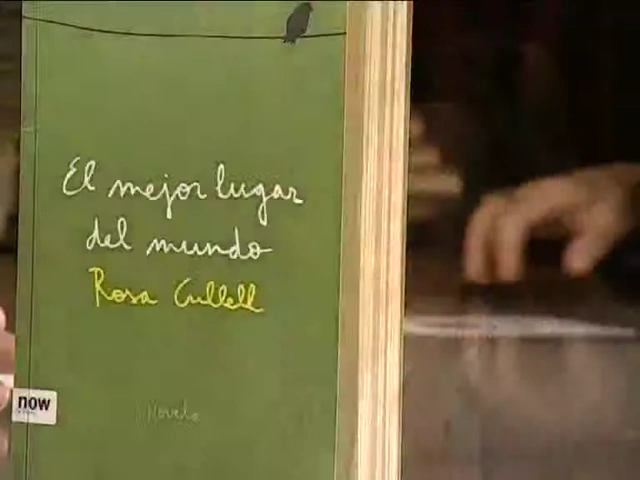 El mejor lugar
del mundo
Rosa Cullell
Novela
now